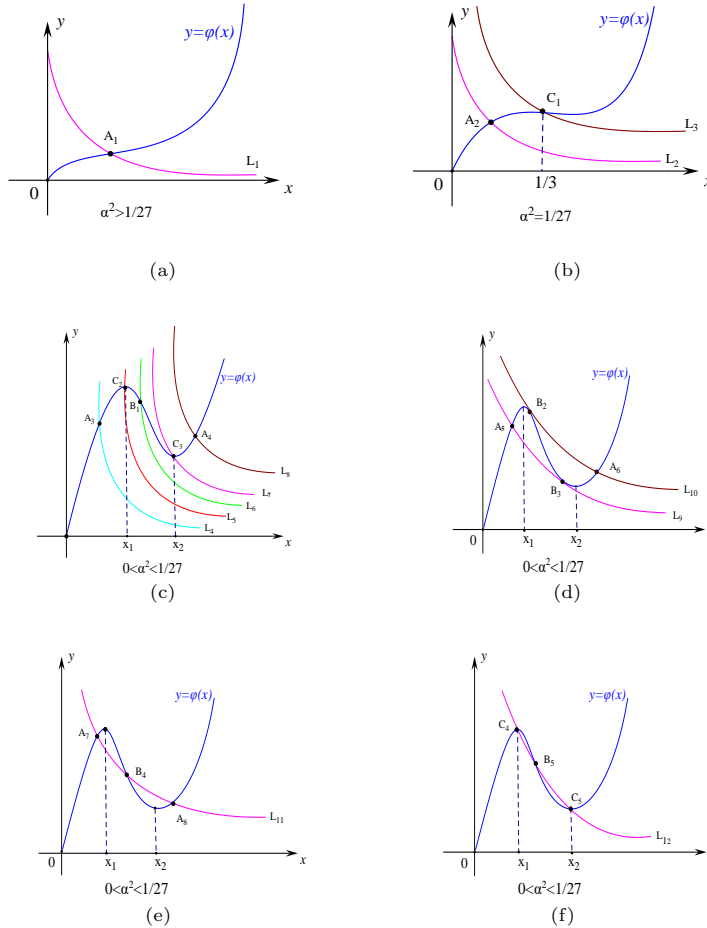 y
y=φ(x)
A1
L1
0
x
α²>1/27
(a)
y
y=φ(x)
C1
A2
L3
L2
0
1/3
x
α²=1/27
(b)
y
C2
y=φ(x)
B1
A3
A4
C3
L8
L7
L6
L5
L4
x1
x2
x
0<α²<1/27
(c)
y
y=φ(x)
B2
A5
A6
B3
L10
L9
0
x1
x2
x
0<α²<1/27
(d)
y
y=φ(x)
A7
B4
A8
L11
0
x1
x2
x
0<α²<1/27
(e)
y
y=φ(x)
C4
B5
C5
L12
0
x1
x2
x
0<α²<1/27
(f)